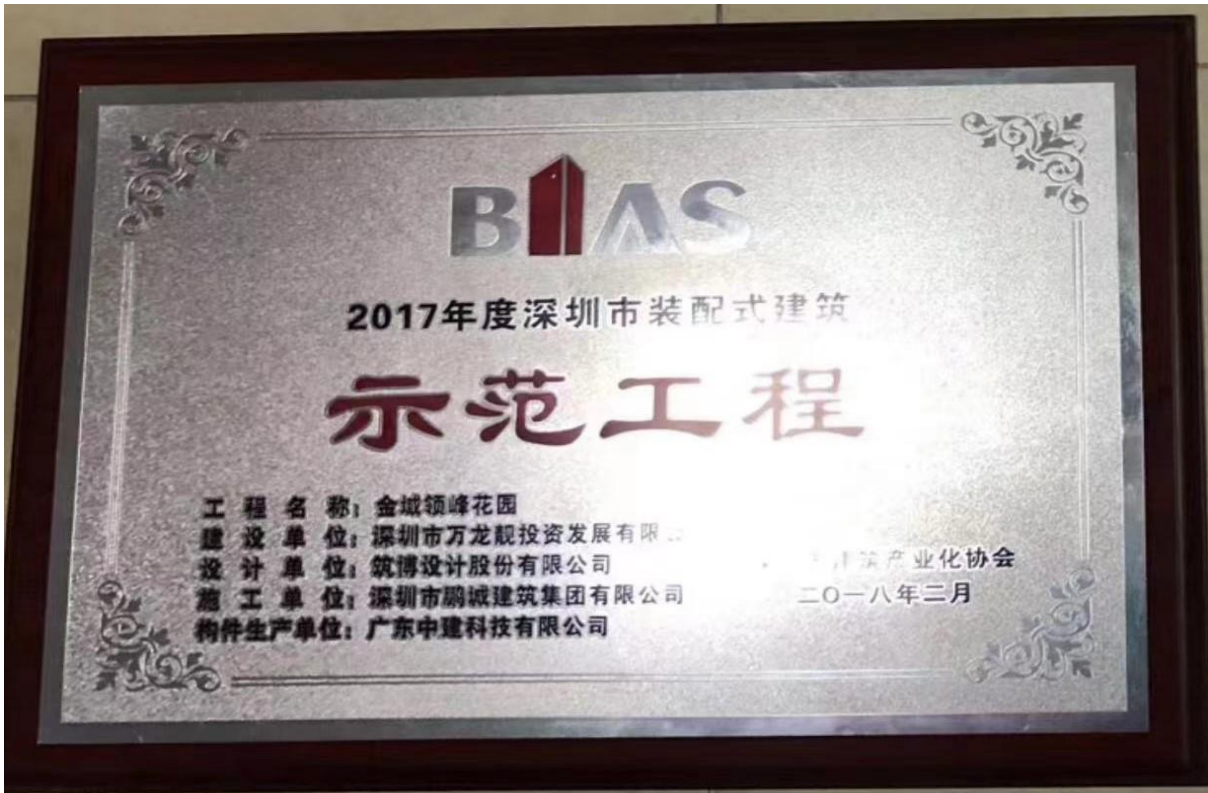 BIAS
2017年度深圳市装配式建筑
示范工程
工程名称：金域领峰花园
建设单位：深圳市万龙靓投资发展有限
设计单位：筑博设计股份有限公司
施工单位：深圳市鹏诚建筑集团有限公司
构件生产单位：广东中建科技有限公司
建筑产业化协会
二〇一八年二月